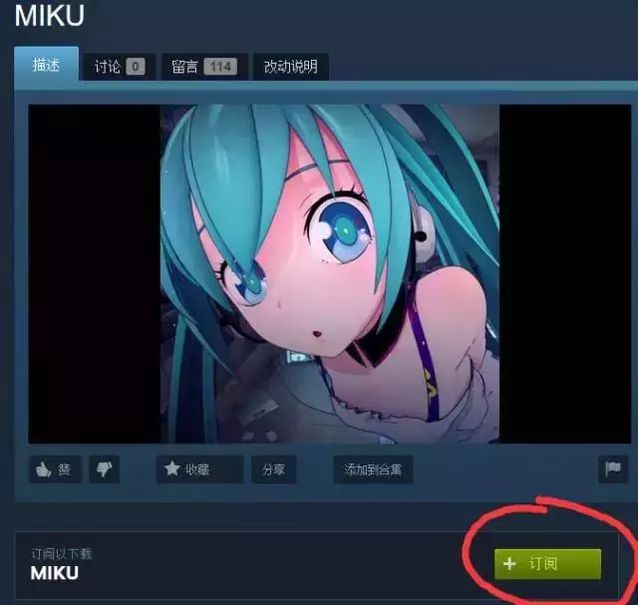 MIKU
描述 讨论 0 留言 114 改动说明
赞 收藏 分享 添加到合集
订阅以下载
MIKU
+ 订阅